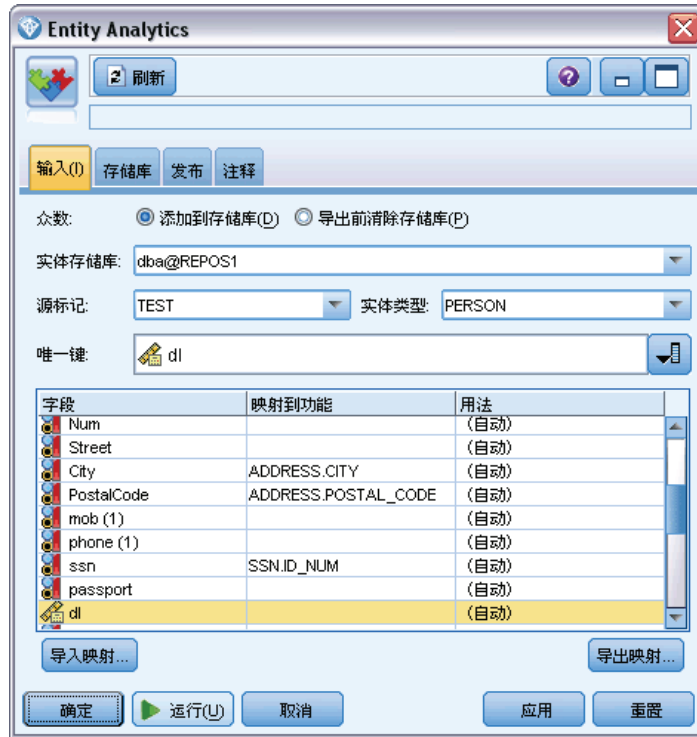 Entity Analytics
刷新
输入(I) 存储库 发布 注释
众数: 添加到存储库(D) 导出前清除存储库(P)
实体存储库: dba@REPOS1
源标记: TEST 实体类型: PERSON
唯一键: dl
字段 映射到功能 用法
Num (自动)
Street (自动)
City ADDRESS.CITY (自动)
PostalCode ADDRESS.POSTAL_CODE (自动)
mob (1) (自动)
phone (1) (自动)
ssn SSN.ID_NUM (自动)
passport (自动)
dl (自动)
导入映射... 导出映射...
确定 运行(U) 取消 应用 重置